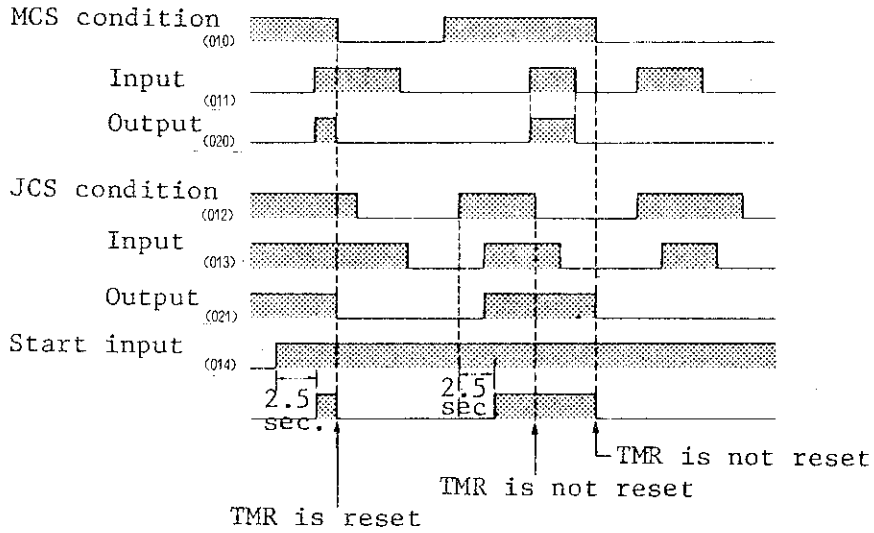 MCS condition
(010)
Input
(011)
Output
(020)
JCS condition
(012)
Input
(013)
Output
(021)
Start input
(014)
2.5
sec.
2.5
sec
TMR is not reset
TMR is not reset
TMR is reset